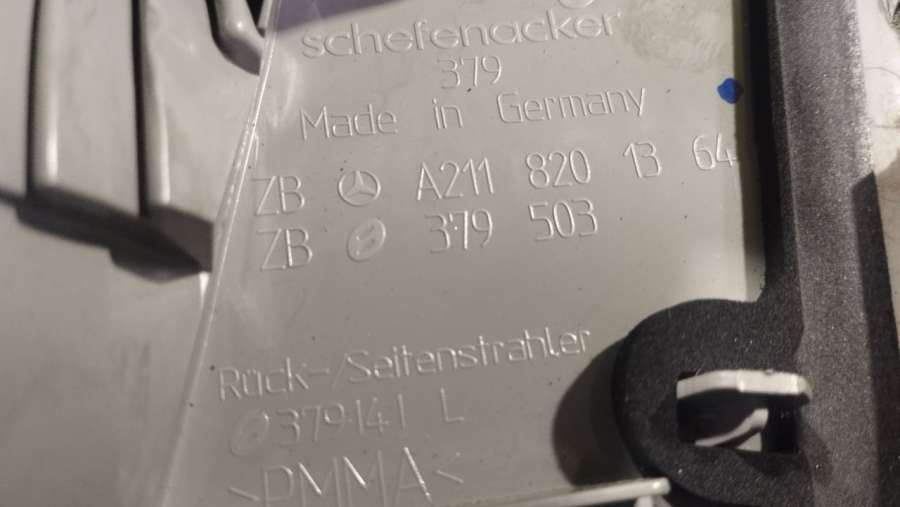 schefenacker
379
Made in Germany
ZB A211 820 13 64
ZB 379 503
Rück-/Seitenstrahler
379141 L
>PMMA<